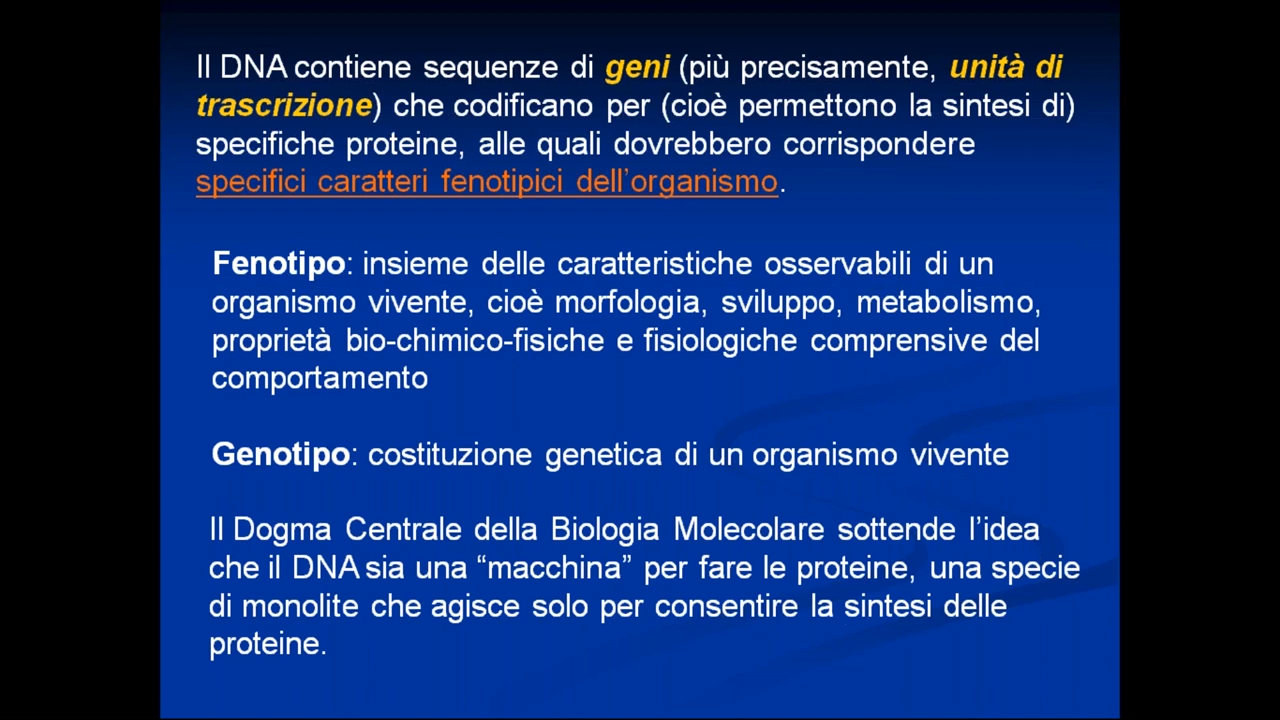 Il DNA contiene sequenze di geni (più precisamente, unità di
trascrizione) che codificano per (cioè permettono la sintesi di)
specifiche proteine, alle quali dovrebbero corrispondere
specifici caratteri fenotipici dell’organismo.
Fenotipo: insieme delle caratteristiche osservabili di un
organismo vivente, cioè morfologia, sviluppo, metabolismo,
proprietà bio-chimico-fisiche e fisiologiche comprensive del
comportamento
Genotipo: costituzione genetica di un organismo vivente
Il Dogma Centrale della Biologia Molecolare sottende l’idea
che il DNA sia una “macchina” per fare le proteine, una specie
di monolite che agisce solo per consentire la sintesi delle
proteine.